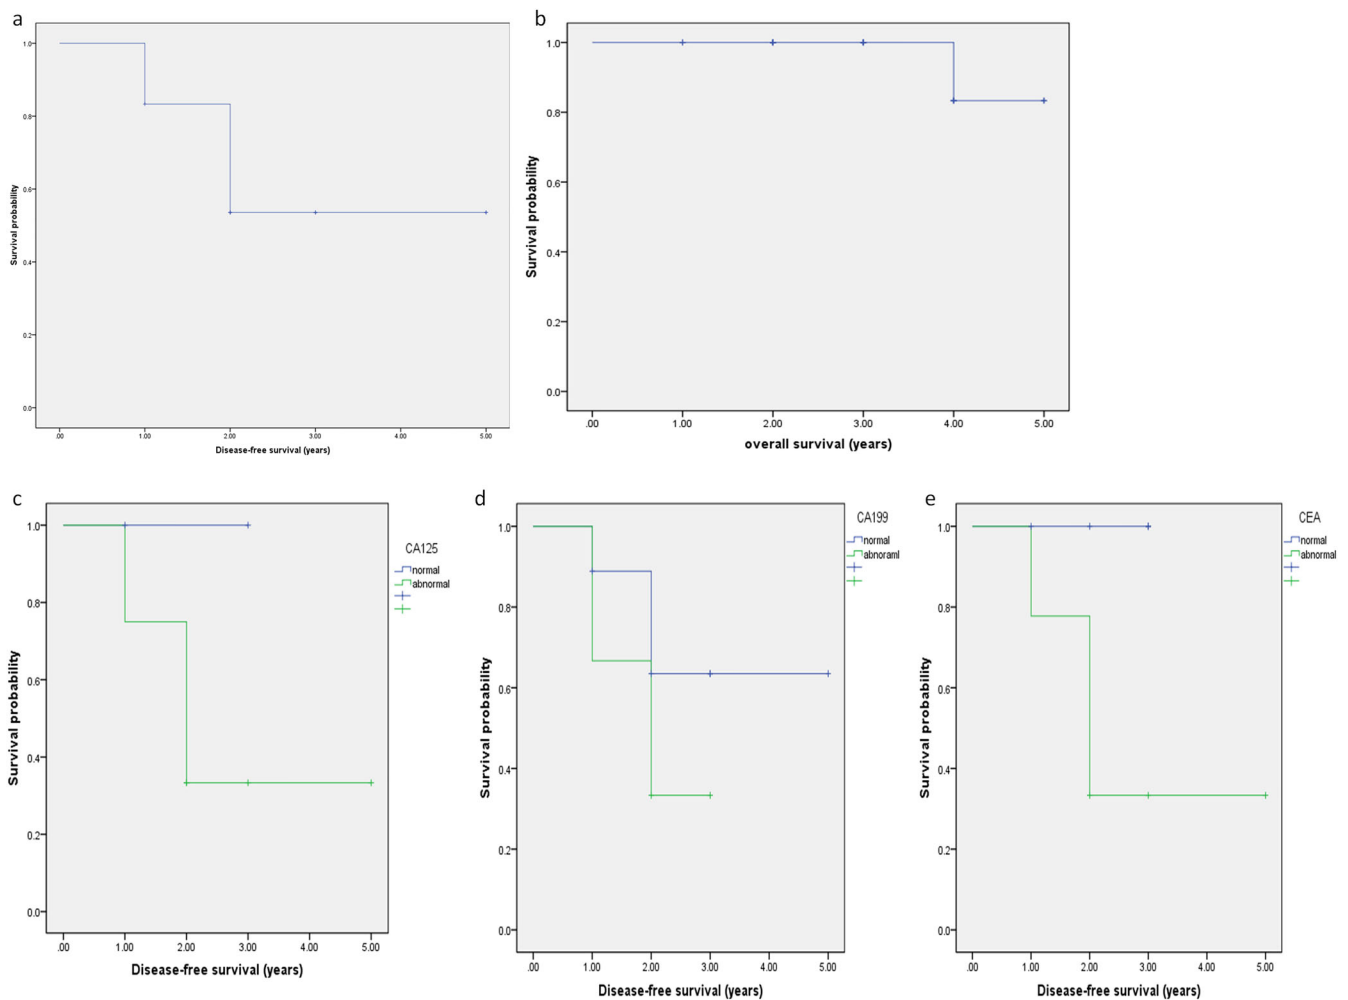 a
1.0
0.8
0.6
0.4
0.2
0.0
Survival probability
.00 1.00 2.00 3.00 4.00 5.00
Disease-free survival (years)
b
1.0
0.8
0.6
0.4
0.2
0.0
Survival probability
.00 1.00 2.00 3.00 4.00 5.00
overall survival (years)
c
1.0
0.8
0.6
0.4
0.2
0.0
Survival probability
.00 1.00 2.00 3.00 4.00 5.00
Disease-free survival (years)
CA125
normal
abnormal
d
1.0
0.8
0.6
0.4
0.2
0.0
Survival probability
.00 1.00 2.00 3.00 4.00 5.00
Disease-free survival (years)
CA199
normal
abnoraml
e
1.0
0.8
0.6
0.4
0.2
0.0
Survival probability
.00 1.00 2.00 3.00 4.00 5.00
Disease-free survival (years)
CEA
normal
abnormal